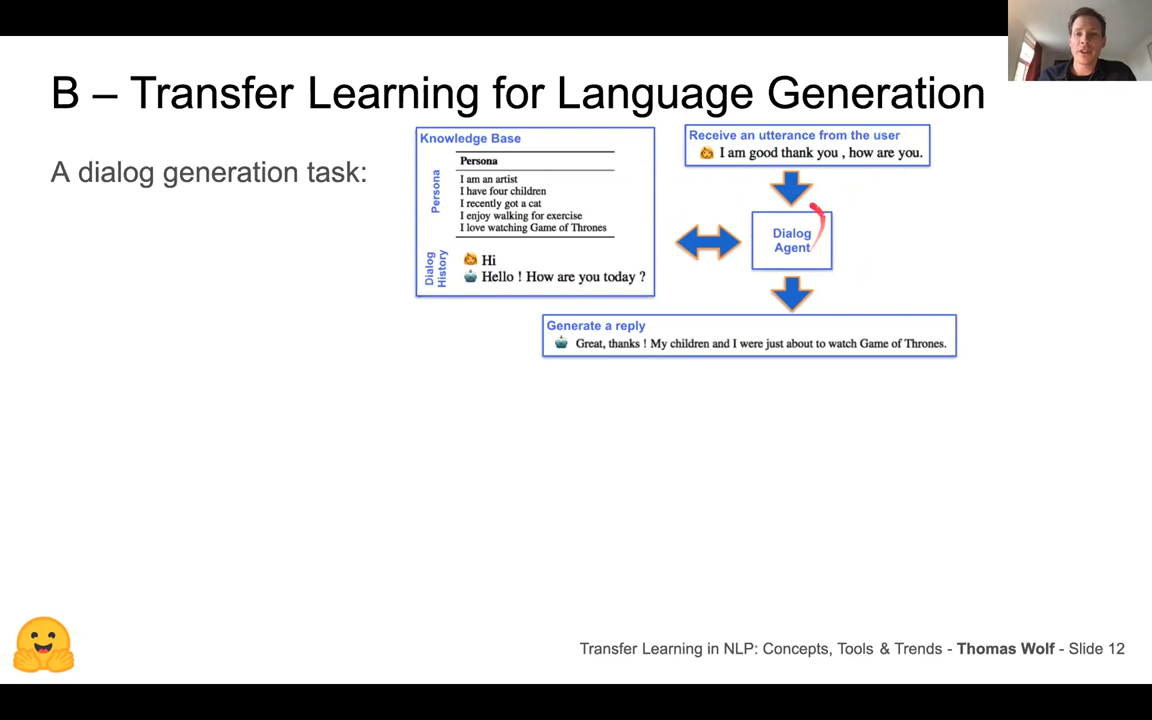 B – Transfer Learning for Language Generation
A dialog generation task:
Knowledge Base
Persona
Persona
I am an artist
I have four children
I recently got a cat
I enjoy walking for exercise
I love watching Game of Thrones
Dialog
History
Hi
Hello ! How are you today ?
Receive an utterance from the user
I am good thank you , how are you.
Dialog
Agent
Generate a reply
Great, thanks ! My children and I were just about to watch Game of Thrones.
Transfer Learning in NLP: Concepts, Tools & Trends - Thomas Wolf - Slide 12